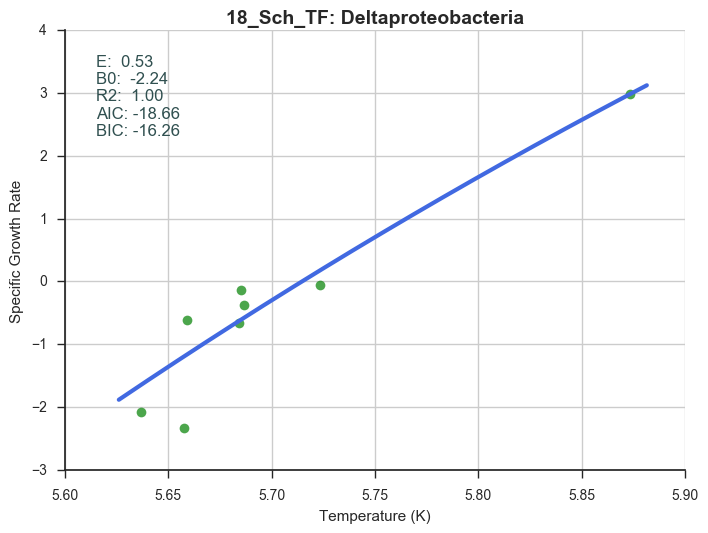 18_Sch_TF: Deltaproteobacteria
E:  0.53
B0:  -2.24
R2:  1.00
AIC: -18.66
BIC: -16.26
4
3
2
1
0
−1
−2
−3
Specific Growth Rate
5.60 5.65 5.70 5.75 5.80 5.85 5.90
Temperature (K)